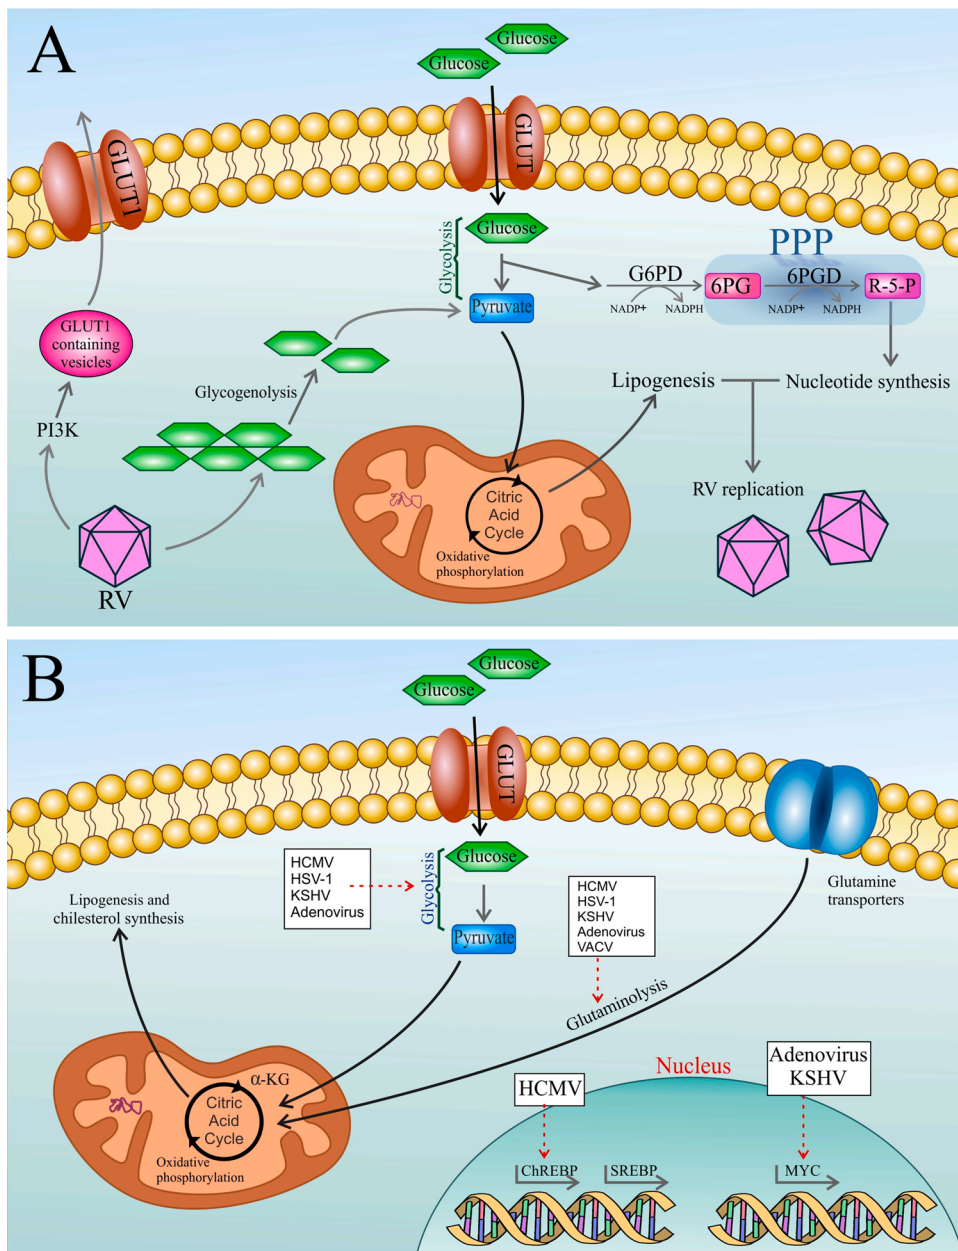 A
Glucose
Glucose
GLUT1
GLUT
Glucose
Glycolysis
PPP
G6PD
6PG
6PGD
R-5-P
NADP+
NADPH
NADP+
NADPH
Pyruvate
GLUT1
containing
vesicles
Glycogenolysis
Lipogenesis
Nucleotide synthesis
PI3K
Citric
Acid
Cycle
Oxidative
phosphorylation
RV replication
RV
B
Glucose
Glucose
GLUT
HCMV
HSV-1
KSHV
Adenovirus
Glucose
Glycolysis
Pyruvate
HCMV
HSV-1
KSHV
Adenovirus
VACV
Glutamine
transporters
Lipogenesis and
chilesterol synthesis
Glutaminolysis
α-KG
Citric
Acid
Cycle
Oxidative
phosphorylation
Nucleus
HCMV
Adenovirus
KSHV
ChREBP
SREBP
MYC